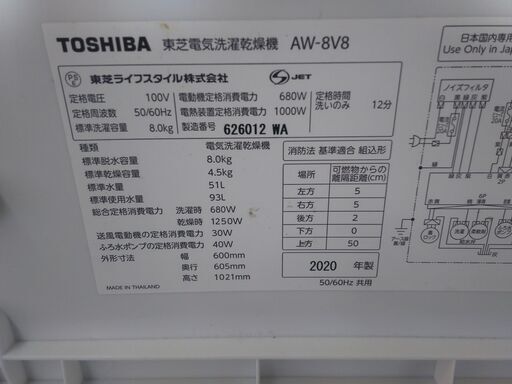 TOSHIBA 東芝電気洗濯乾燥機 AW-8V8
PS E
東芝ライフスタイル株式会社
S JET
定格電圧 100V
定格周波数 50/60Hz
標準洗濯容量 8.0kg
電動機定格消費電力 680W
電熱装置定格消費電力 1000W
製造番号 626012 WA
定格時間
洗いのみ 12分
種類 電気洗濯乾燥機
標準脱水容量 8.0kg
標準乾燥容量 4.5kg
標準水量 51L
標準使用水量 93L
総合定格消費電力 洗濯時 680W
乾燥時 1250W
送風電動機の定格消費電力 30W
ふろ水ポンプの定格消費電力 40W
外形寸法 幅 600mm
奥行 605mm
高さ 1021mm
MADE IN THAILAND
消防法 基準適合 組込形
場所 可燃物からの離隔距離(cm)
左方 5
右方 5
後方 2
下方 0
上方 50
2020 年製
50/60Hz 共用
日本国内専用
Use Only in Jap
ノイズフィルタ
白 黒 緑 灰 紫